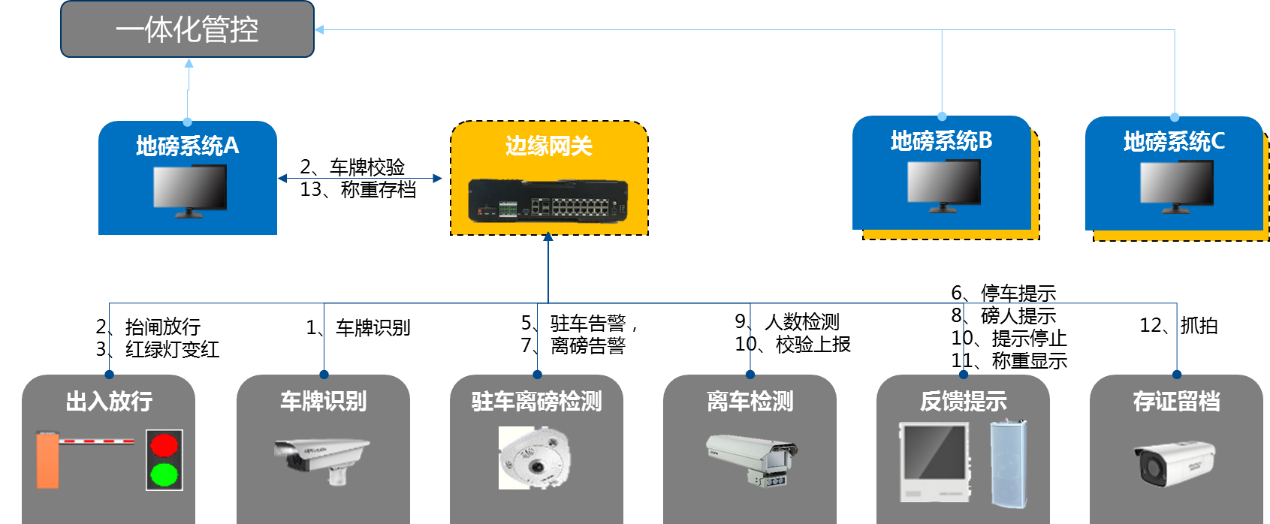 一体化管控
地磅系统A
2、车牌校验
13、称重存档
边缘网关
地磅系统B
地磅系统C
2、抬闸放行
3、红绿灯变红
1、车牌识别
5、驻车告警，
7、离磅告警
9、人数检测
10、校验上报
6、停车提示
8、磅人提示
10、提示停止
11、称重显示
12、抓拍
出入放行
车牌识别
驻车离磅检测
离车检测
反馈提示
存证留档